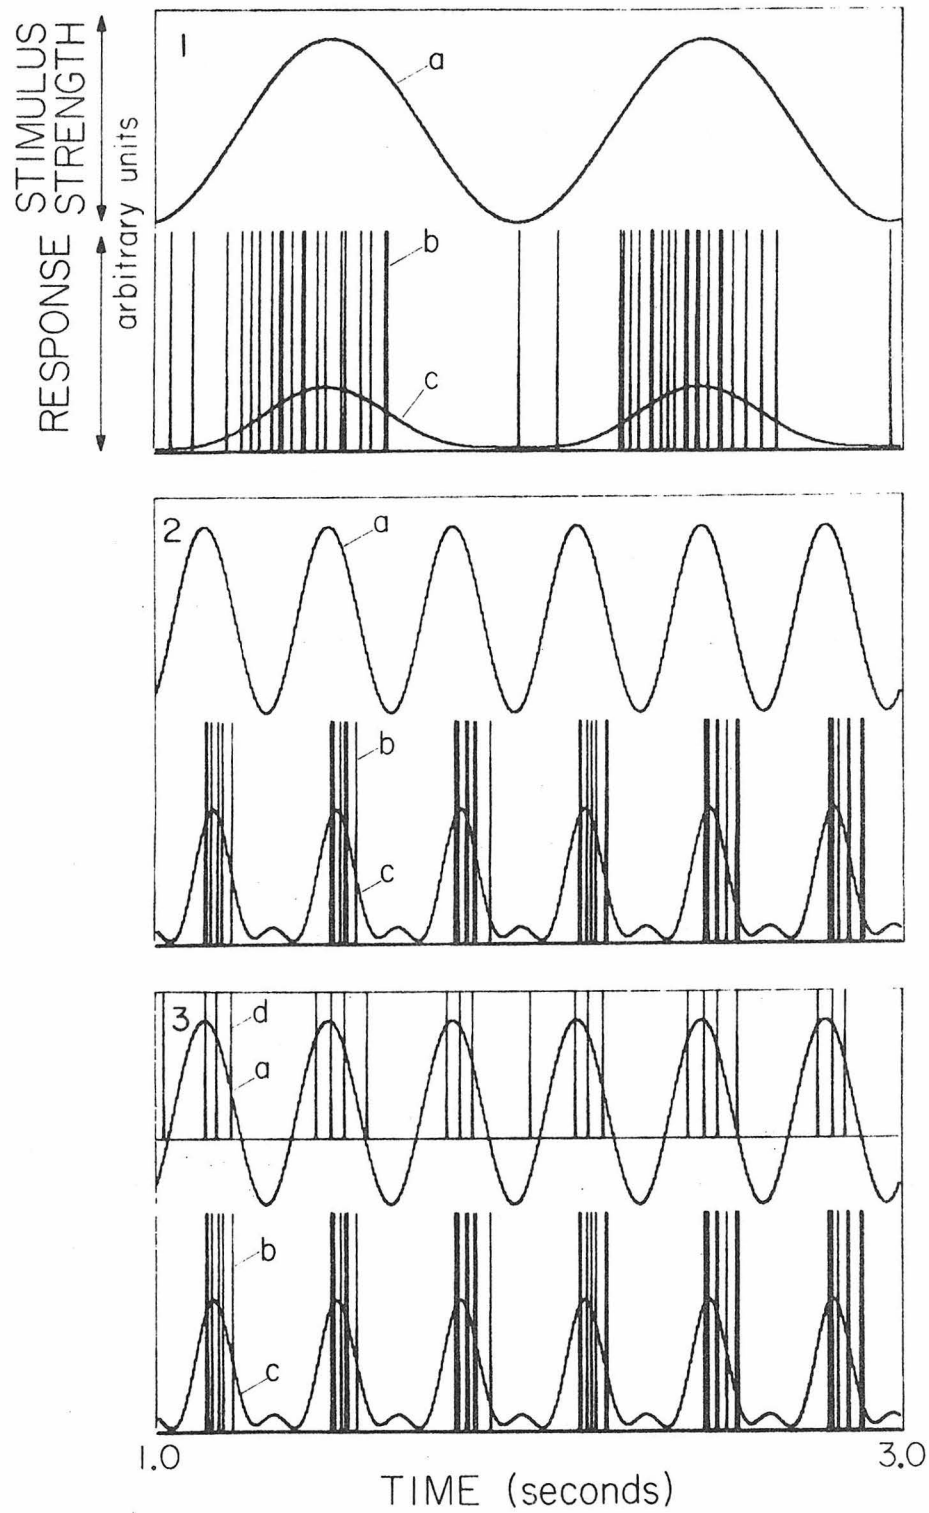 STIMULUS
STRENGTH
RESPONSE
arbitrary units
1
a
b
c
2
a
b
c
3
d
a
b
c
1.0
3.0
TIME (seconds)